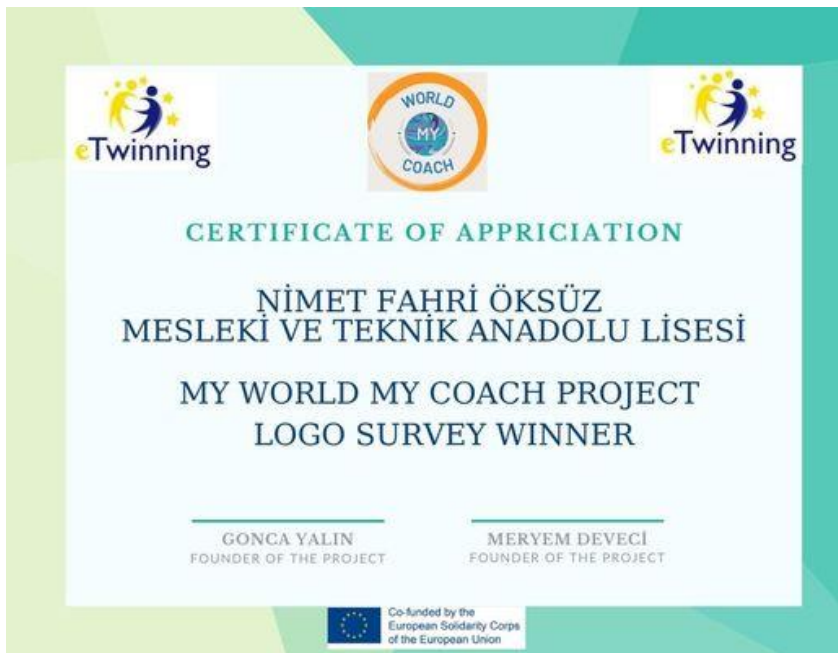 eTwinning
WORLD
MY
COACH
eTwinning
CERTIFICATE OF APPRICIATION
NİMET FAHRİ ÖKSÜZ
MESLEKİ VE TEKNİK ANADOLU LİSESİ
MY WORLD MY COACH PROJECT
LOGO SURVEY WINNER
GONCA YALIN
FOUNDER OF THE PROJECT
MERYEM DEVECİ
FOUNDER OF THE PROJECT
Co-funded by the
European Solidarity Corps
of the European Union